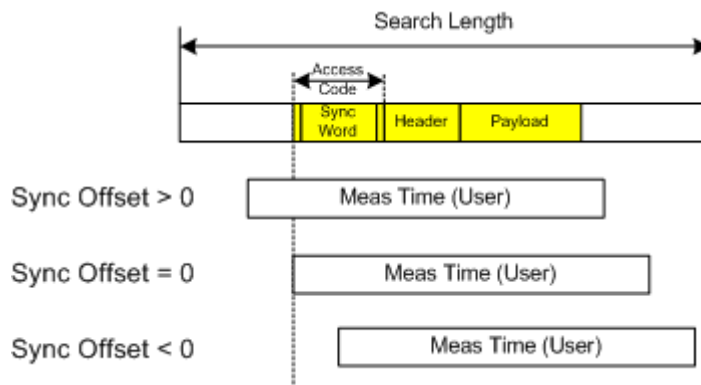 Search Length
Access
Code
Sync
Word
Header
Payload
Sync Offset > 0
Meas Time (User)
Sync Offset = 0
Meas Time (User)
Sync Offset < 0
Meas Time (User)